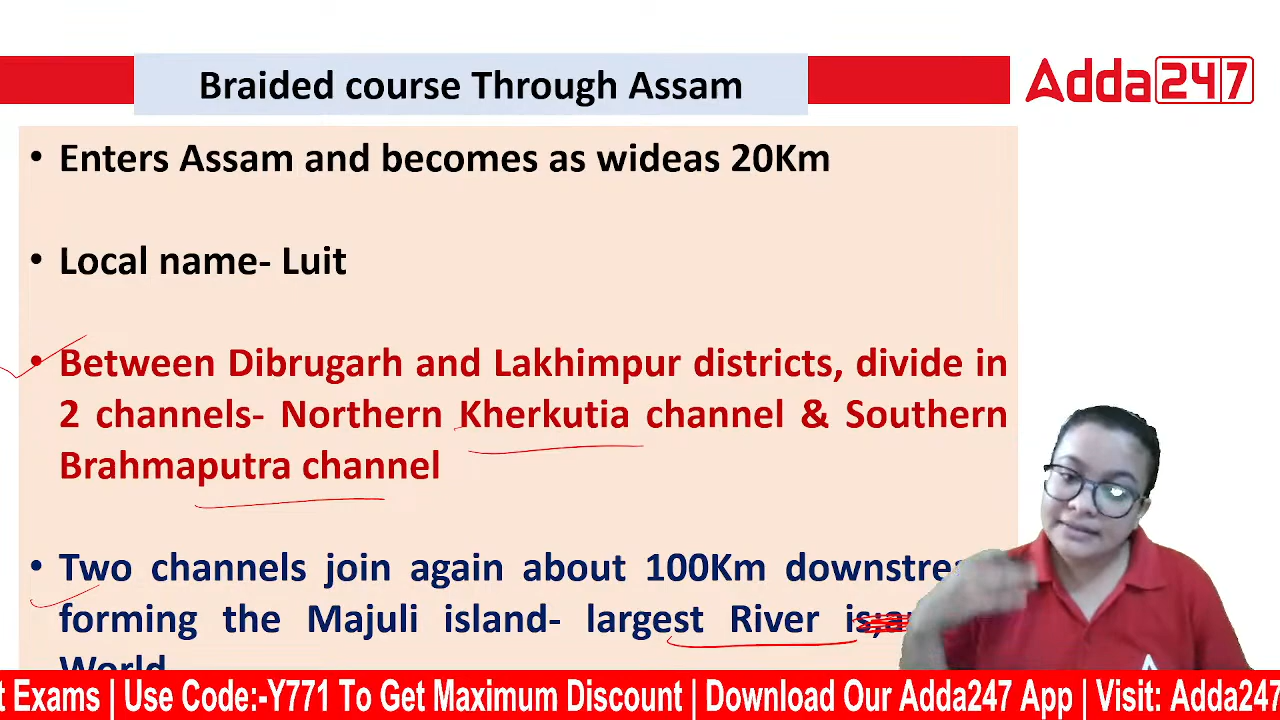 Braided course Through Assam
Adda247
• Enters Assam and becomes as wideas 20Km
• Local name- Luit
• Between Dibrugarh and Lakhimpur districts, divide in
2 channels- Northern Kherkutia channel & Southern
Brahmaputra channel
• Two channels join again about 100Km
forming the Majuli island- largest River
World
t Exams | Use Code:-Y771 To Get Maximum Discount | Download Our Adda247 App | Visit: Adda247